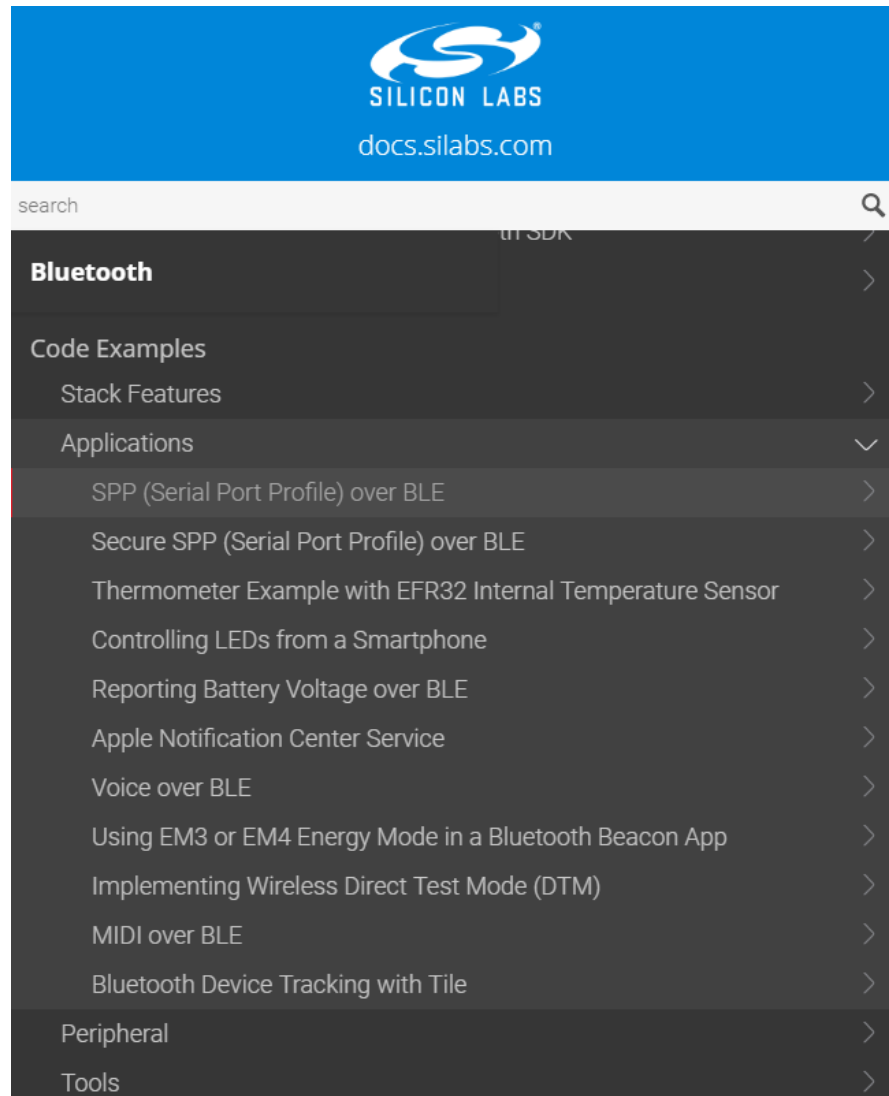 SILICON LABS
docs.silabs.com
search
th SDK
Bluetooth
Code Examples
Stack Features
Applications
SPP (Serial Port Profile) over BLE
Secure SPP (Serial Port Profile) over BLE
Thermometer Example with EFR32 Internal Temperature Sensor
Controlling LEDs from a Smartphone
Reporting Battery Voltage over BLE
Apple Notification Center Service
Voice over BLE
Using EM3 or EM4 Energy Mode in a Bluetooth Beacon App
Implementing Wireless Direct Test Mode (DTM)
MIDI over BLE
Bluetooth Device Tracking with Tile
Peripheral
Tools